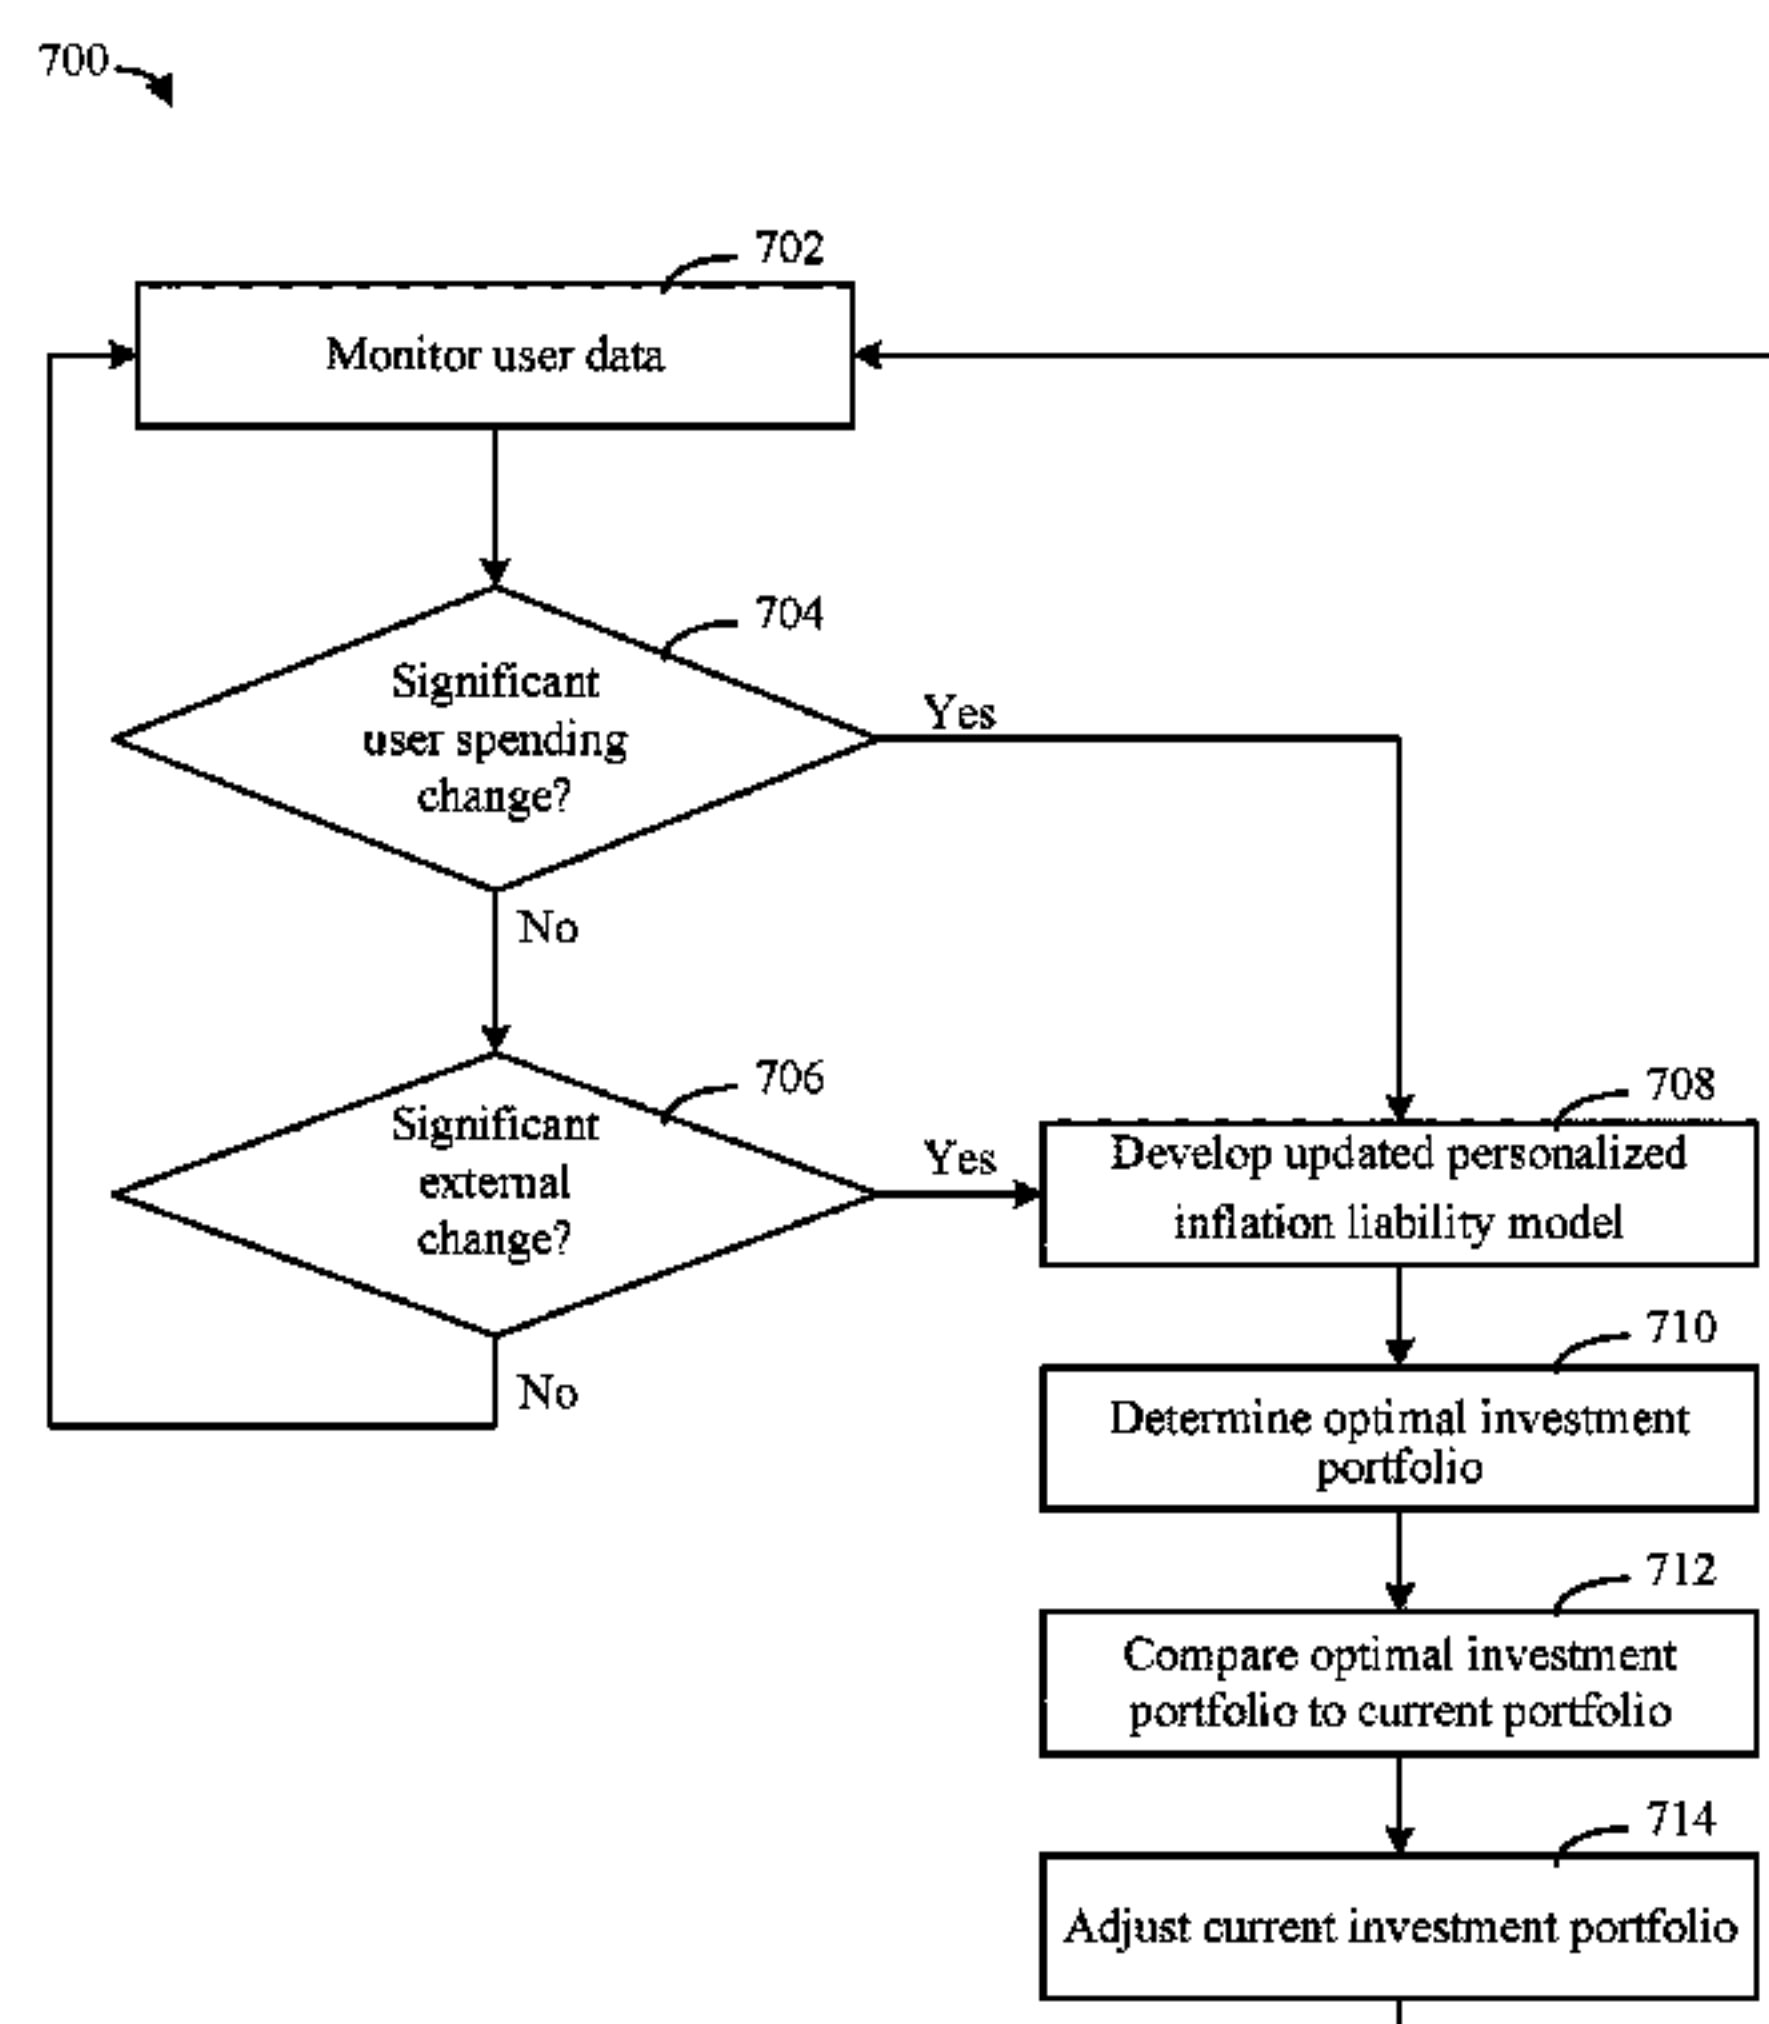 700
702
Monitor user data
704
Significant
user spending
change?
Yes
No
706
Significant
external
change?
Yes
No
708
Develop updated personalized
inflation liability model
710
Determine optimal investment
portfolio
712
Compare optimal investment
portfolio to current portfolio
714
Adjust current investment portfolio